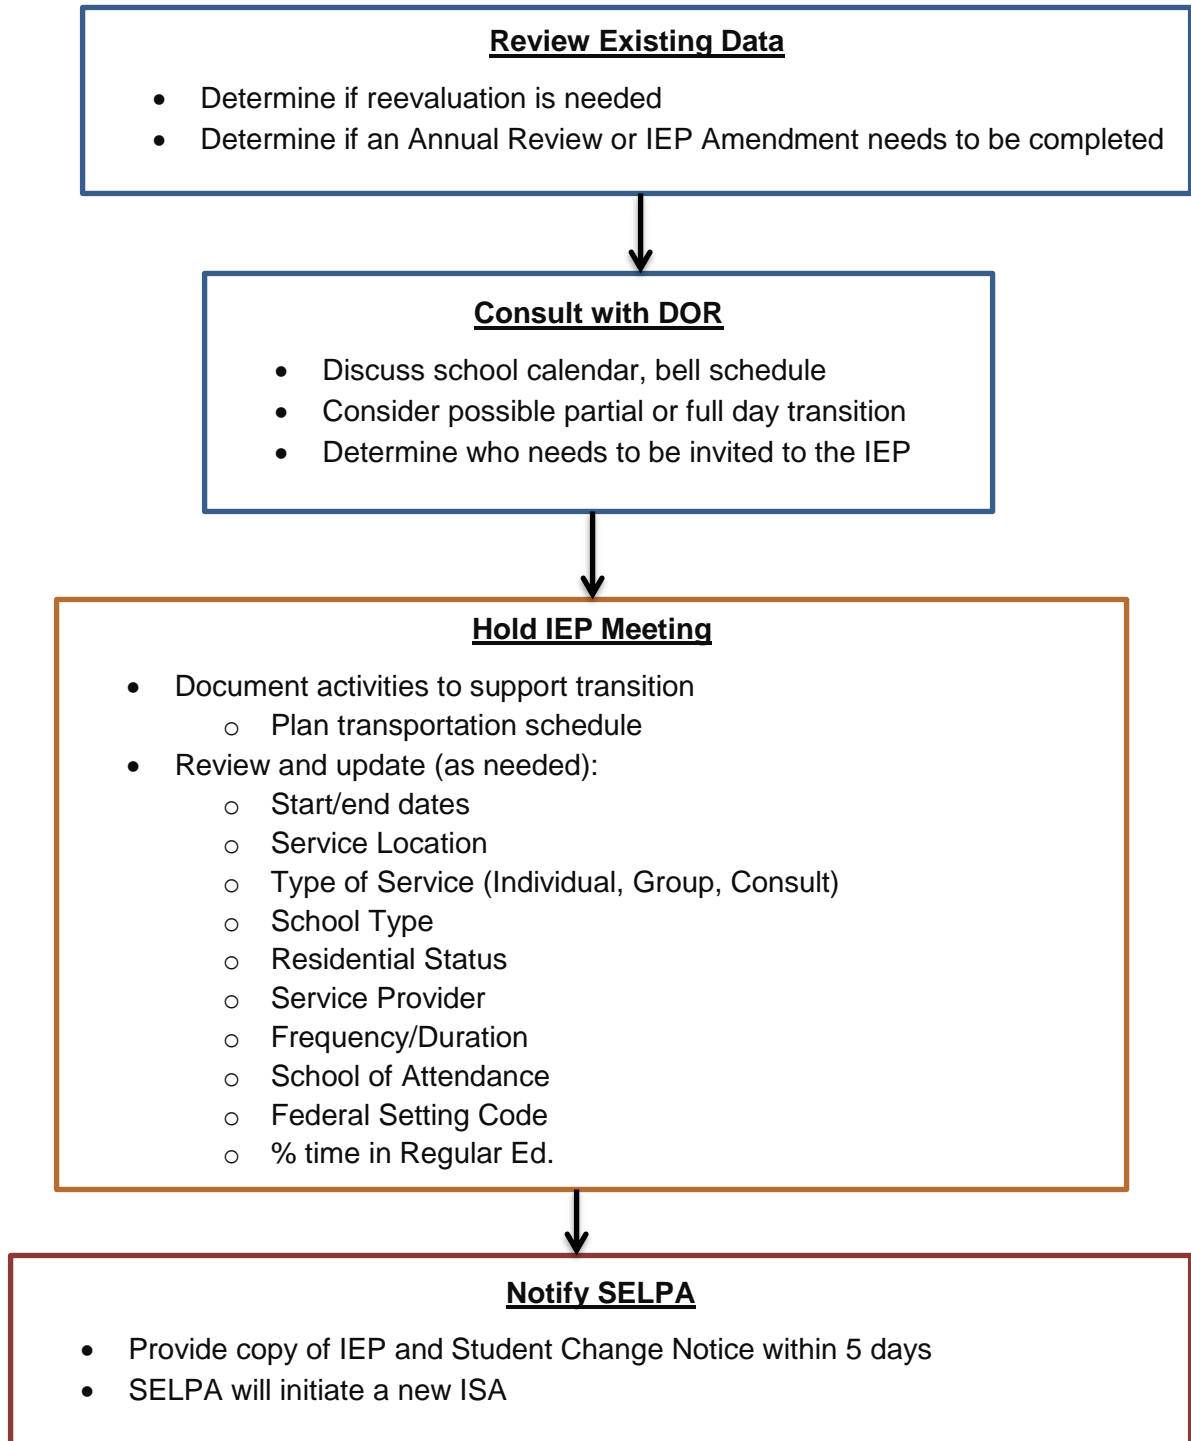 Review Existing Data
• Determine if reevaluation is needed
• Determine if an Annual Review or IEP Amendment needs to be completed
Consult with DOR
• Discuss school calendar, bell schedule
• Consider possible partial or full day transition
• Determine who needs to be invited to the IEP
Hold IEP Meeting
• Document activities to support transition
o Plan transportation schedule
• Review and update (as needed):
o Start/end dates
o Service Location
o Type of Service (Individual, Group, Consult)
o School Type
o Residential Status
o Service Provider
o Frequency/Duration
o School of Attendance
o Federal Setting Code
o % time in Regular Ed.
Notify SELPA
• Provide copy of IEP and Student Change Notice within 5 days
• SELPA will initiate a new ISA